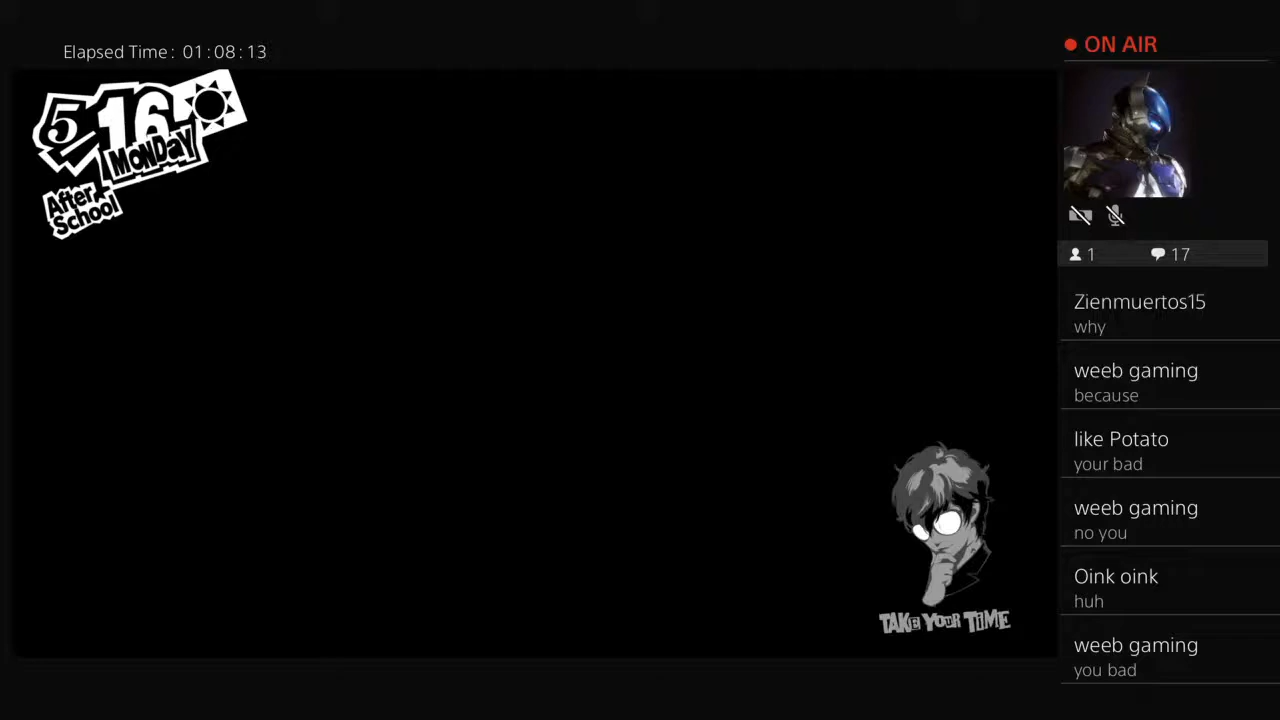 Elapsed Time: 01:08:13
ON AIR
5/16
MONDAY
After School
1 17
Zienmuertos15
why
weeb gaming
because
like Potato
your bad
weeb gaming
no you
Oink oink
huh
weeb gaming
you bad
TAKE YOUR TIME